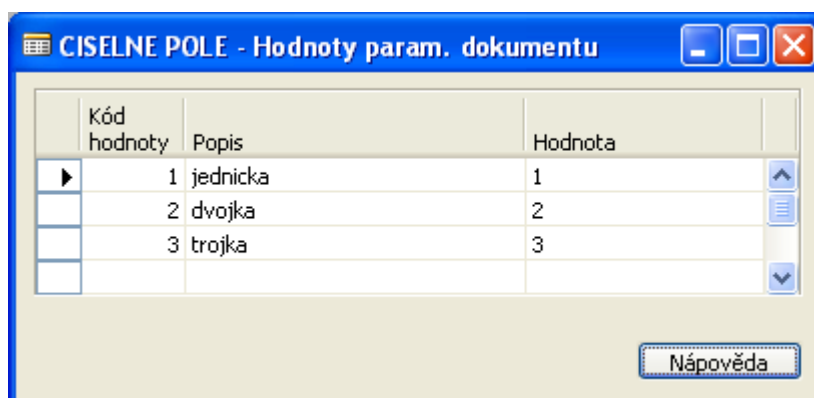 CISELNE POLE - Hodnoty param. dokumentu
Kód
hodnoty Popis Hodnota
1 jednicka 1
2 dvojka 2
3 trojka 3
Nápověda